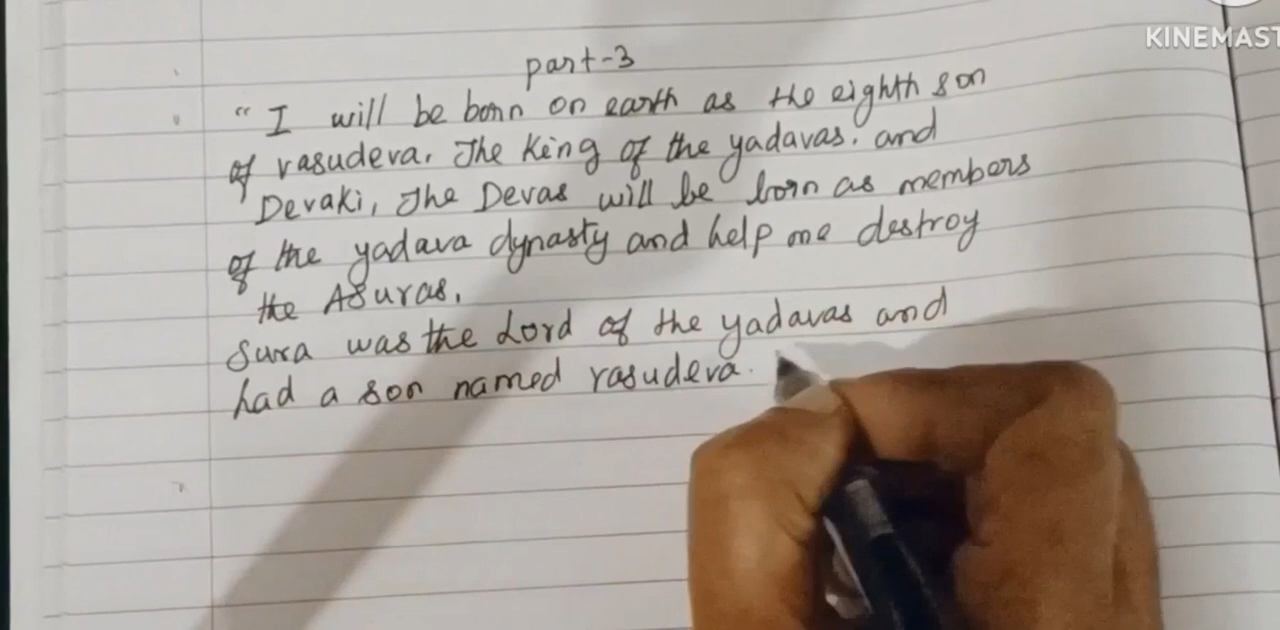 KINEMAST
part-3
"I will be born on earth as the eighth son
of vasudeva. The King of the yadavas. and
Devaki, The Devas will be born as members
of the yadava dynasty and help me destroy
the Asuras.
Sura was the Lord of the yadavas and
had a son named vasudeva.